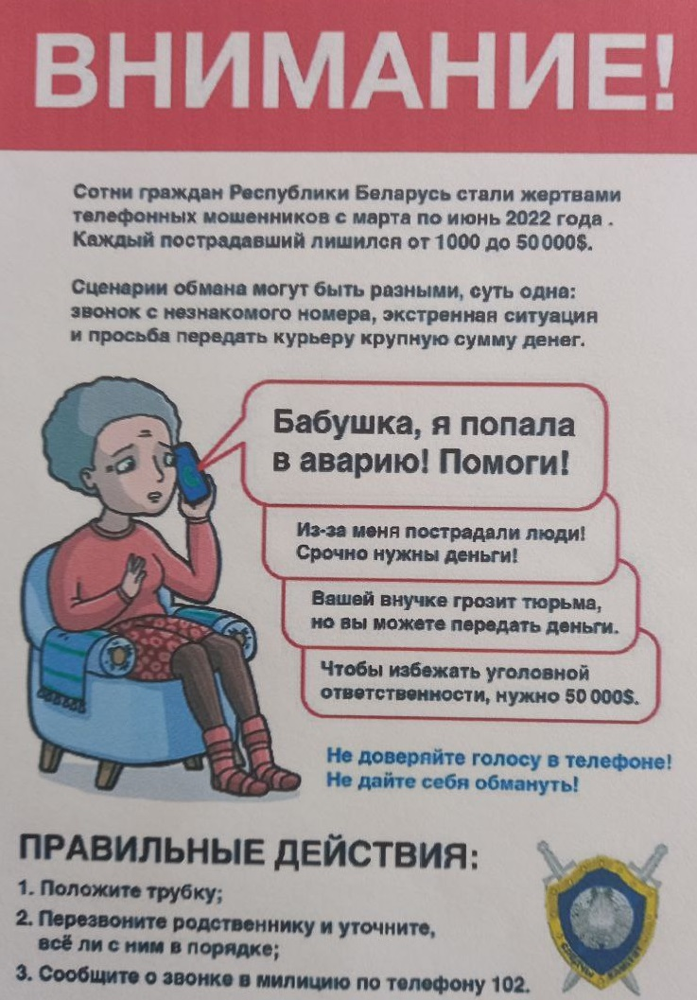 ВНИМАНИЕ!
Сотни граждан Республики Беларусь стали жертвами
телефонных мошенников с марта по июнь 2022 года .
Каждый пострадавший лишился от 1000 до 50 000$.
Сценарии обмана могут быть разными, суть одна:
звонок с незнакомого номера, экстренная ситуация
и просьба передать курьеру крупную сумму денег.
Бабушка, я попала
в аварию! Помоги!
Из-за меня пострадали люди!
Срочно нужны деньги!
Вашей внучке грозит тюрьма,
но вы можете передать деньги.
Чтобы избежать уголовной
ответственности, нужно 50 000$.
Не доверяйте голосу в телефоне!
Не дайте себя обмануть!
ПРАВИЛЬНЫЕ ДЕЙСТВИЯ:
1. Положите трубку;
2. Перезвоните родственнику и уточните,
всё ли с ним в порядке;
3. Сообщите о звонке в милицию по телефону 102.